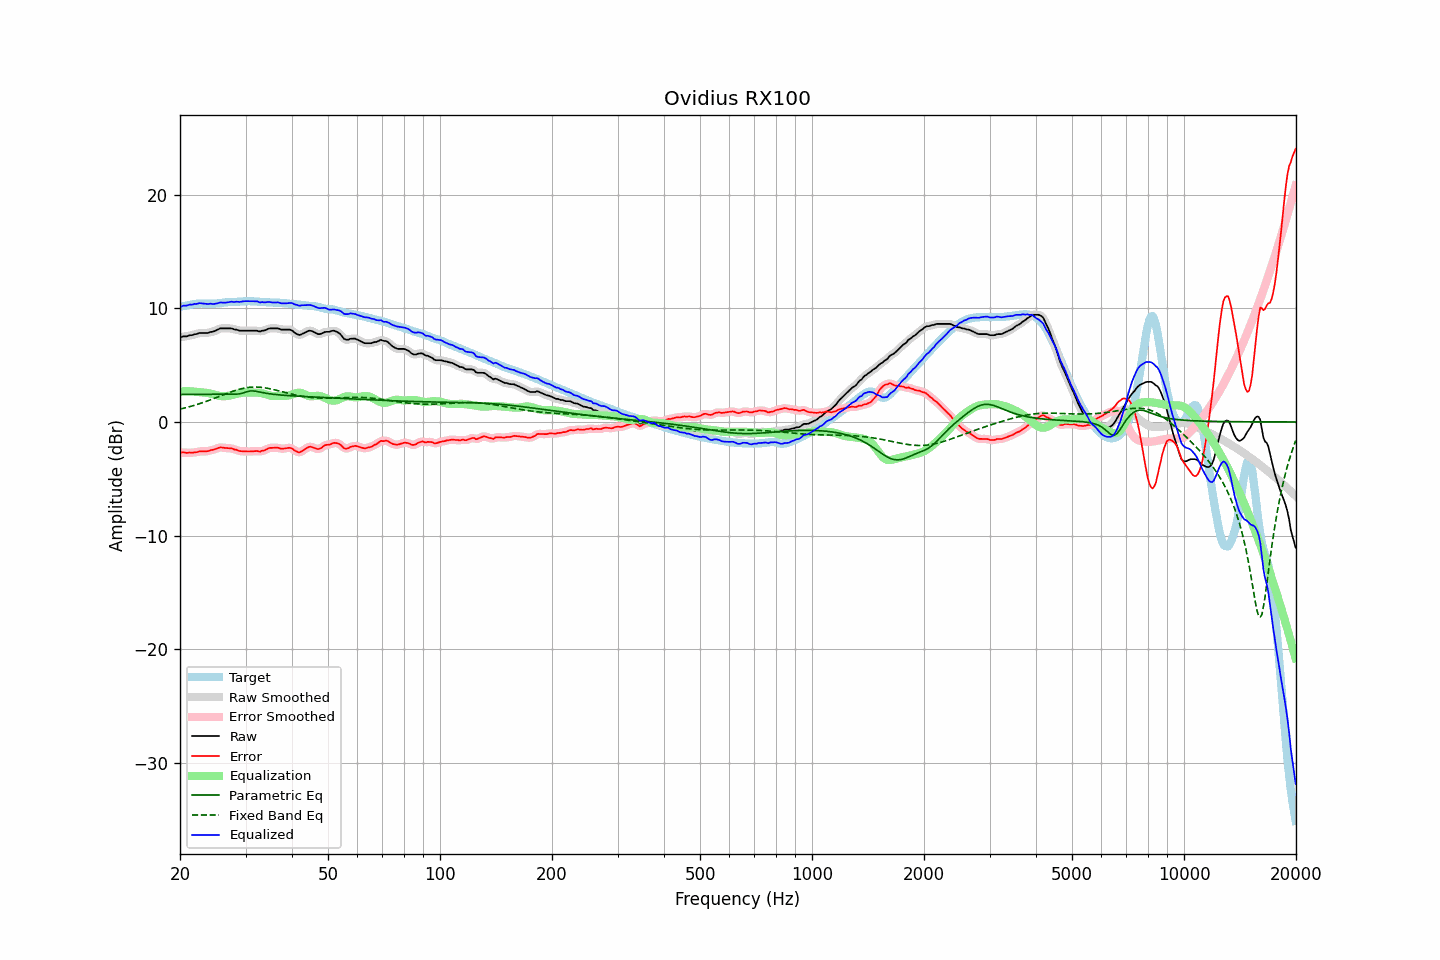 Ovidius RX100
Amplitude (dBr)
20
10
0
−10
−20
−30
Target
Raw Smoothed
Error Smoothed
Raw
Error
Equalization
Parametric Eq
Fixed Band Eq
Equalized
20 50 100 200 500 1000 2000 5000 10000 20000
Frequency (Hz)